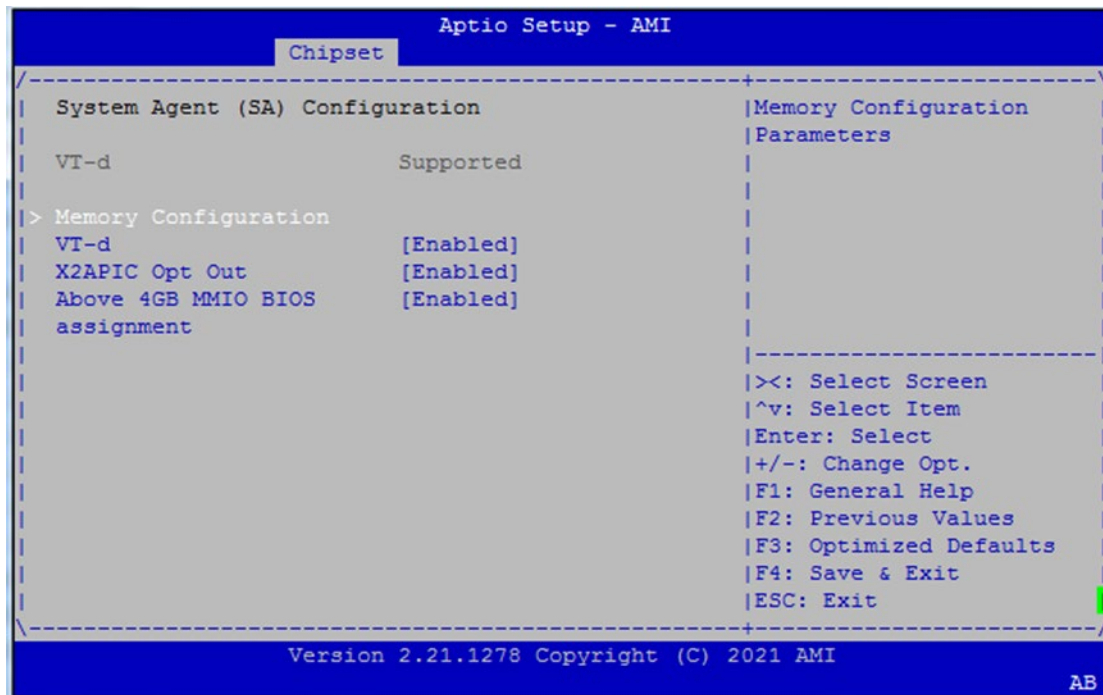 Aptio Setup - AMI
Chipset
System Agent (SA) Configuration
VT-d Supported
> Memory Configuration
VT-d [Enabled]
X2APIC Opt Out [Enabled]
Above 4GB MMIO BIOS [Enabled]
assignment
Memory Configuration
Parameters
><: Select Screen
^v: Select Item
Enter: Select
+/-: Change Opt.
F1: General Help
F2: Previous Values
F3: Optimized Defaults
F4: Save & Exit
ESC: Exit
Version 2.21.1278 Copyright (C) 2021 AMI
AB